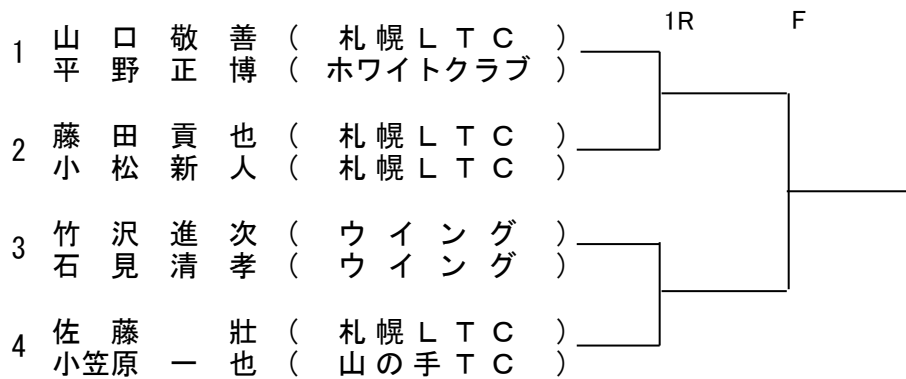 1R F
1 山口敬善(札幌LTC)
平野正博(ホワイトクラブ)
2 藤田貢也(札幌LTC)
小松新人(札幌LTC)
3 竹沢進次(ウイング)
石見清孝(ウイング)
4 佐藤 壯(札幌LTC)
小笠原一也(山の手TC)